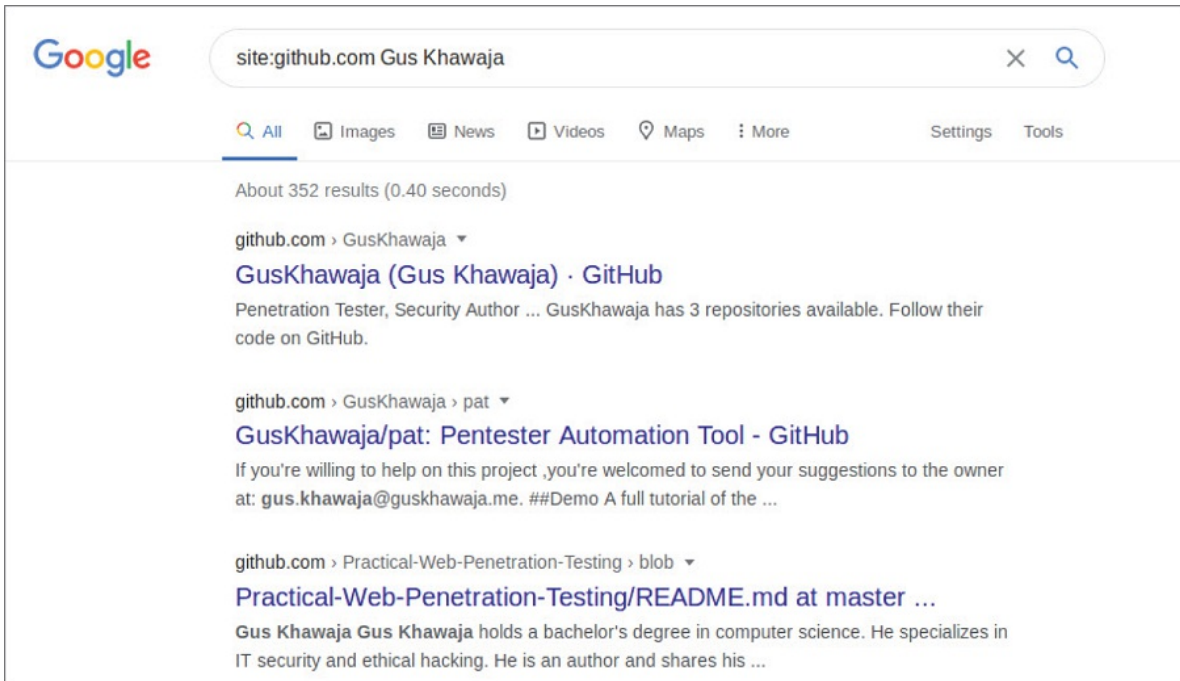 Google
site:github.com Gus Khawaja
All Images News Videos Maps More Settings Tools
About 352 results (0.40 seconds)
github.com › GusKhawaja
GusKhawaja (Gus Khawaja) · GitHub
Penetration Tester, Security Author ... GusKhawaja has 3 repositories available. Follow their
code on GitHub.
github.com › GusKhawaja › pat
GusKhawaja/pat: Pentester Automation Tool - GitHub
If you're willing to help on this project ,you're welcomed to send your suggestions to the owner
at: gus.khawaja@guskhawaja.me. ##Demo A full tutorial of the ...
github.com › Practical-Web-Penetration-Testing › blob
Practical-Web-Penetration-Testing/README.md at master ...
Gus Khawaja Gus Khawaja holds a bachelor's degree in computer science. He specializes in
IT security and ethical hacking. He is an author and shares his ...